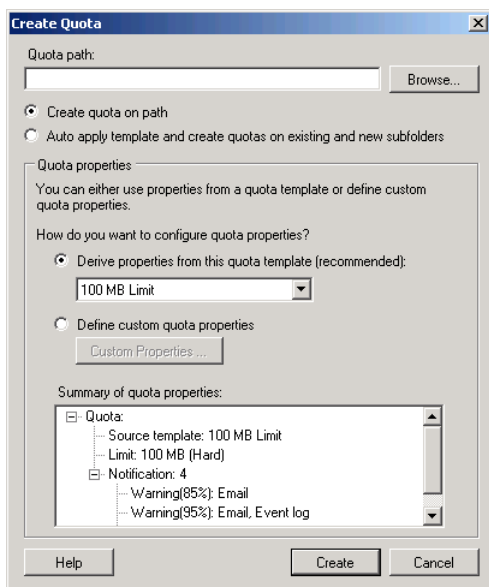 Create Quota
Quota path:
Browse...
Create quota on path
Auto apply template and create quotas on existing and new subfolders
Quota properties
You can either use properties from a quota template or define custom
quota properties.
How do you want to configure quota properties?
Derive properties from this quota template (recommended):
100 MB Limit
Define custom quota properties
Custom Properties ...
Summary of quota properties:
Quota:
Source template: 100 MB Limit
Limit: 100 MB (Hard)
Notification: 4
Warning(85%): Email
Warning(95%): Email, Event log
Help
Create
Cancel